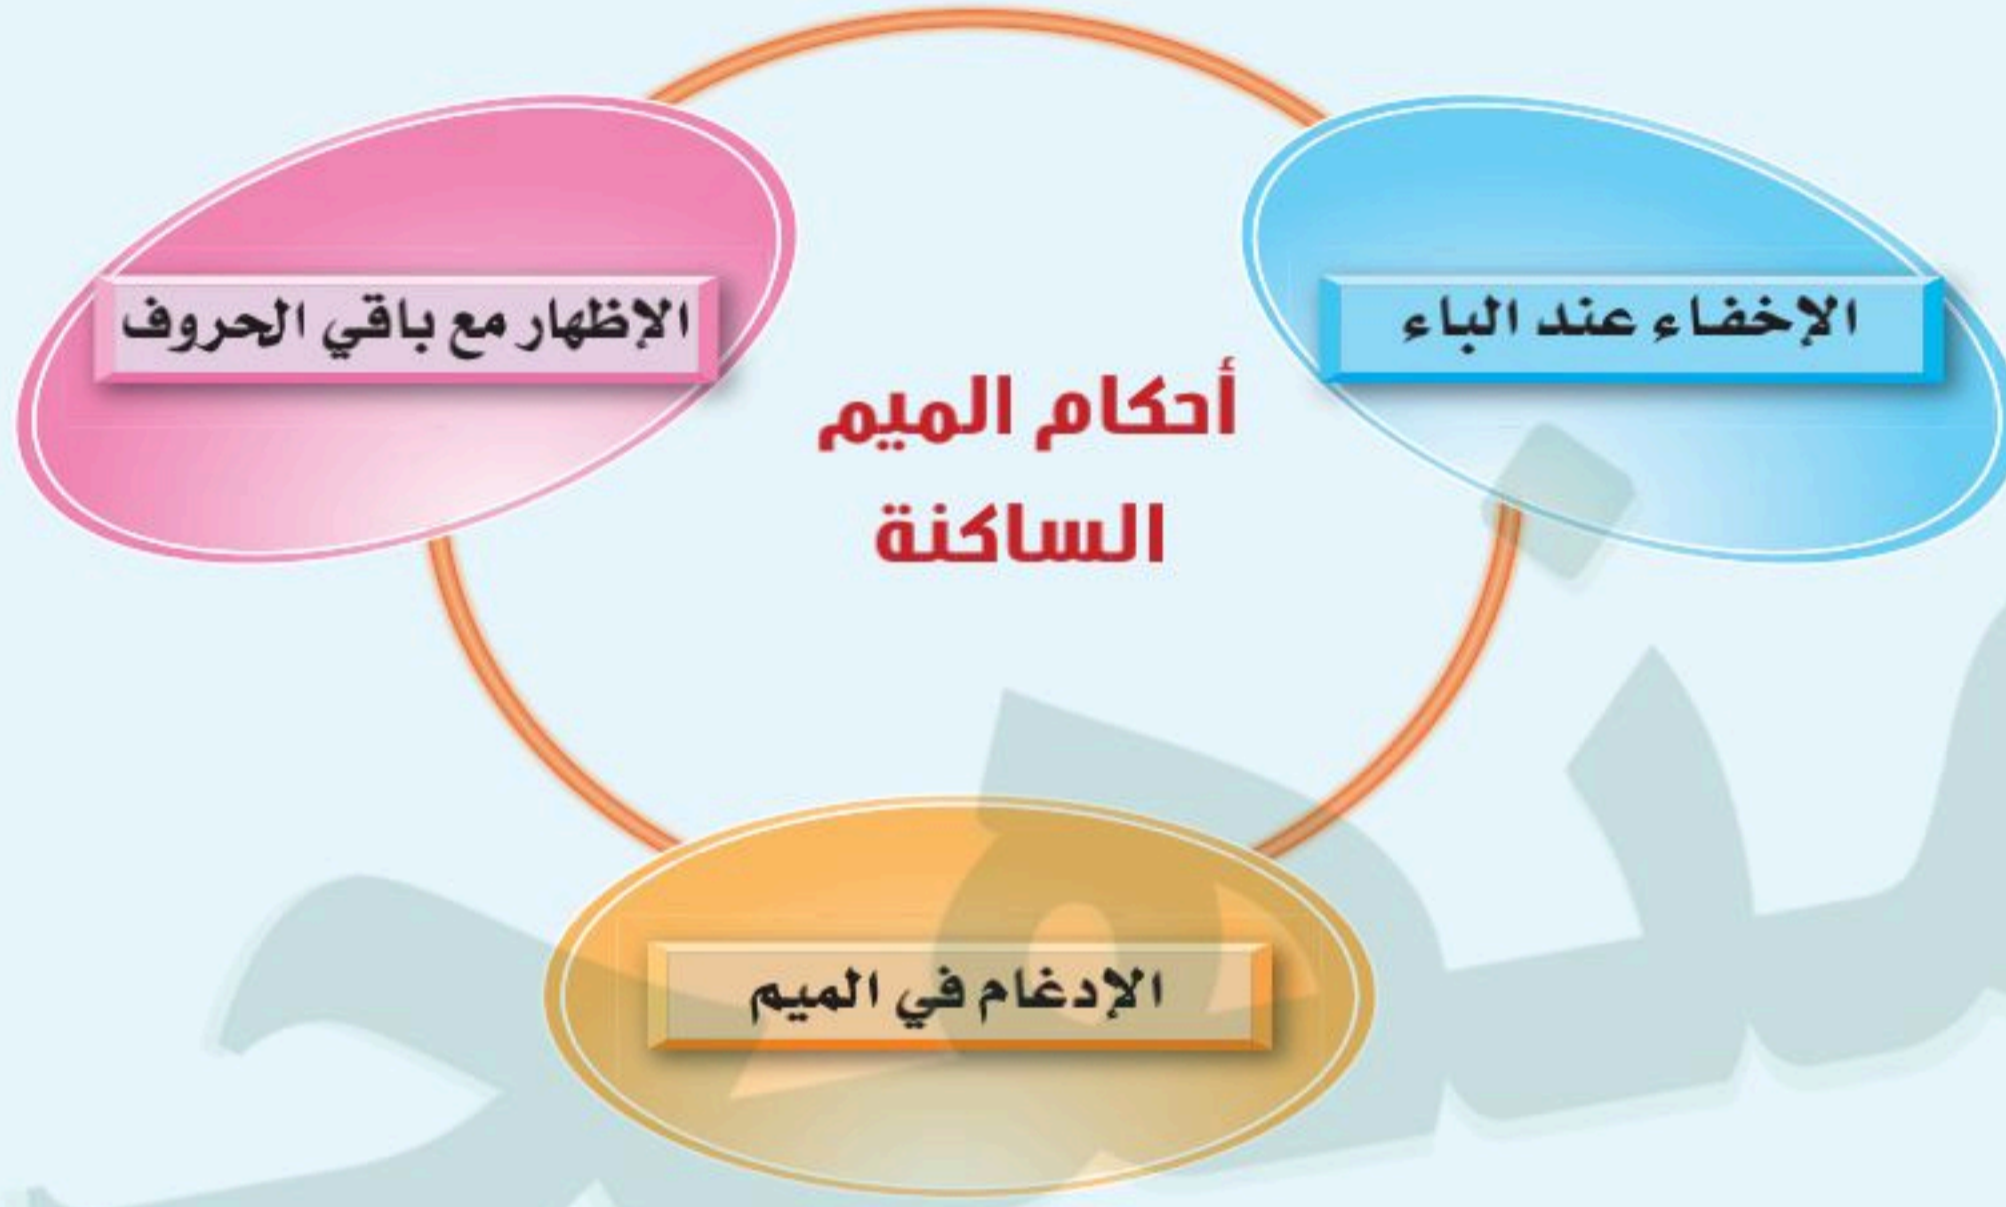 الإخفاء عند الباء
الإظهار مع باقي الحروف
أحكام الميم
الساكنة
الإدغام في الميم